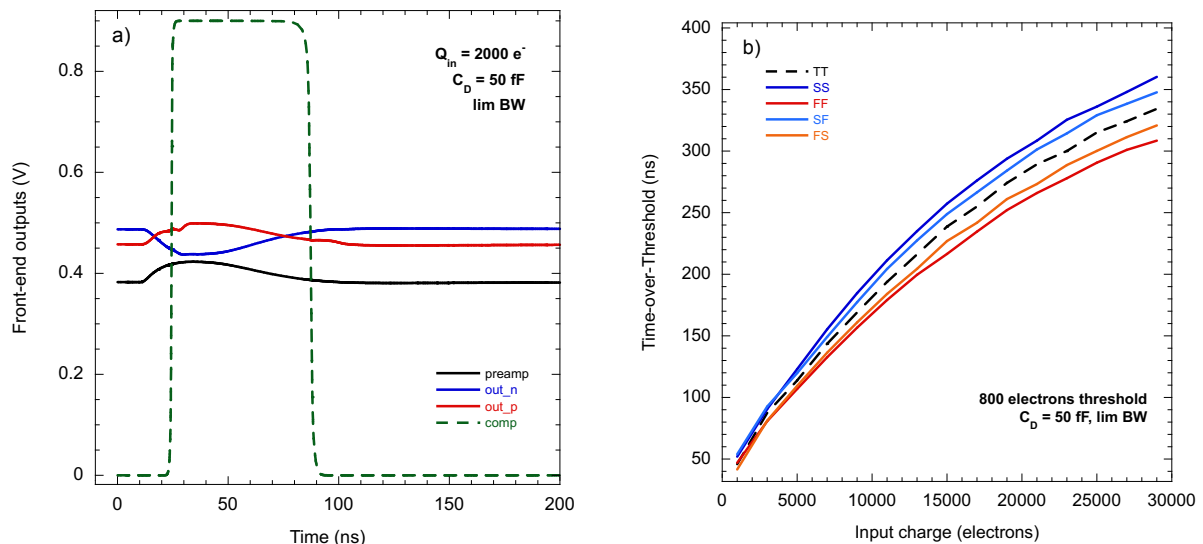 a)
Q_in = 2000 e^-
C_D = 50 fF
lim BW
0.8
0.6
0.4
0.2
0
Front-end outputs (V)
preamp
out_n
out_p
comp
0 50 100 150 200
Time (ns)
b)
TT
SS
FF
SF
FS
400
350
300
250
200
150
100
50
Time-over-Threshold (ns)
800 electrons threshold
C_D = 50 fF, lim BW
0 5000 10000 15000 20000 25000 30000
Input charge (electrons)